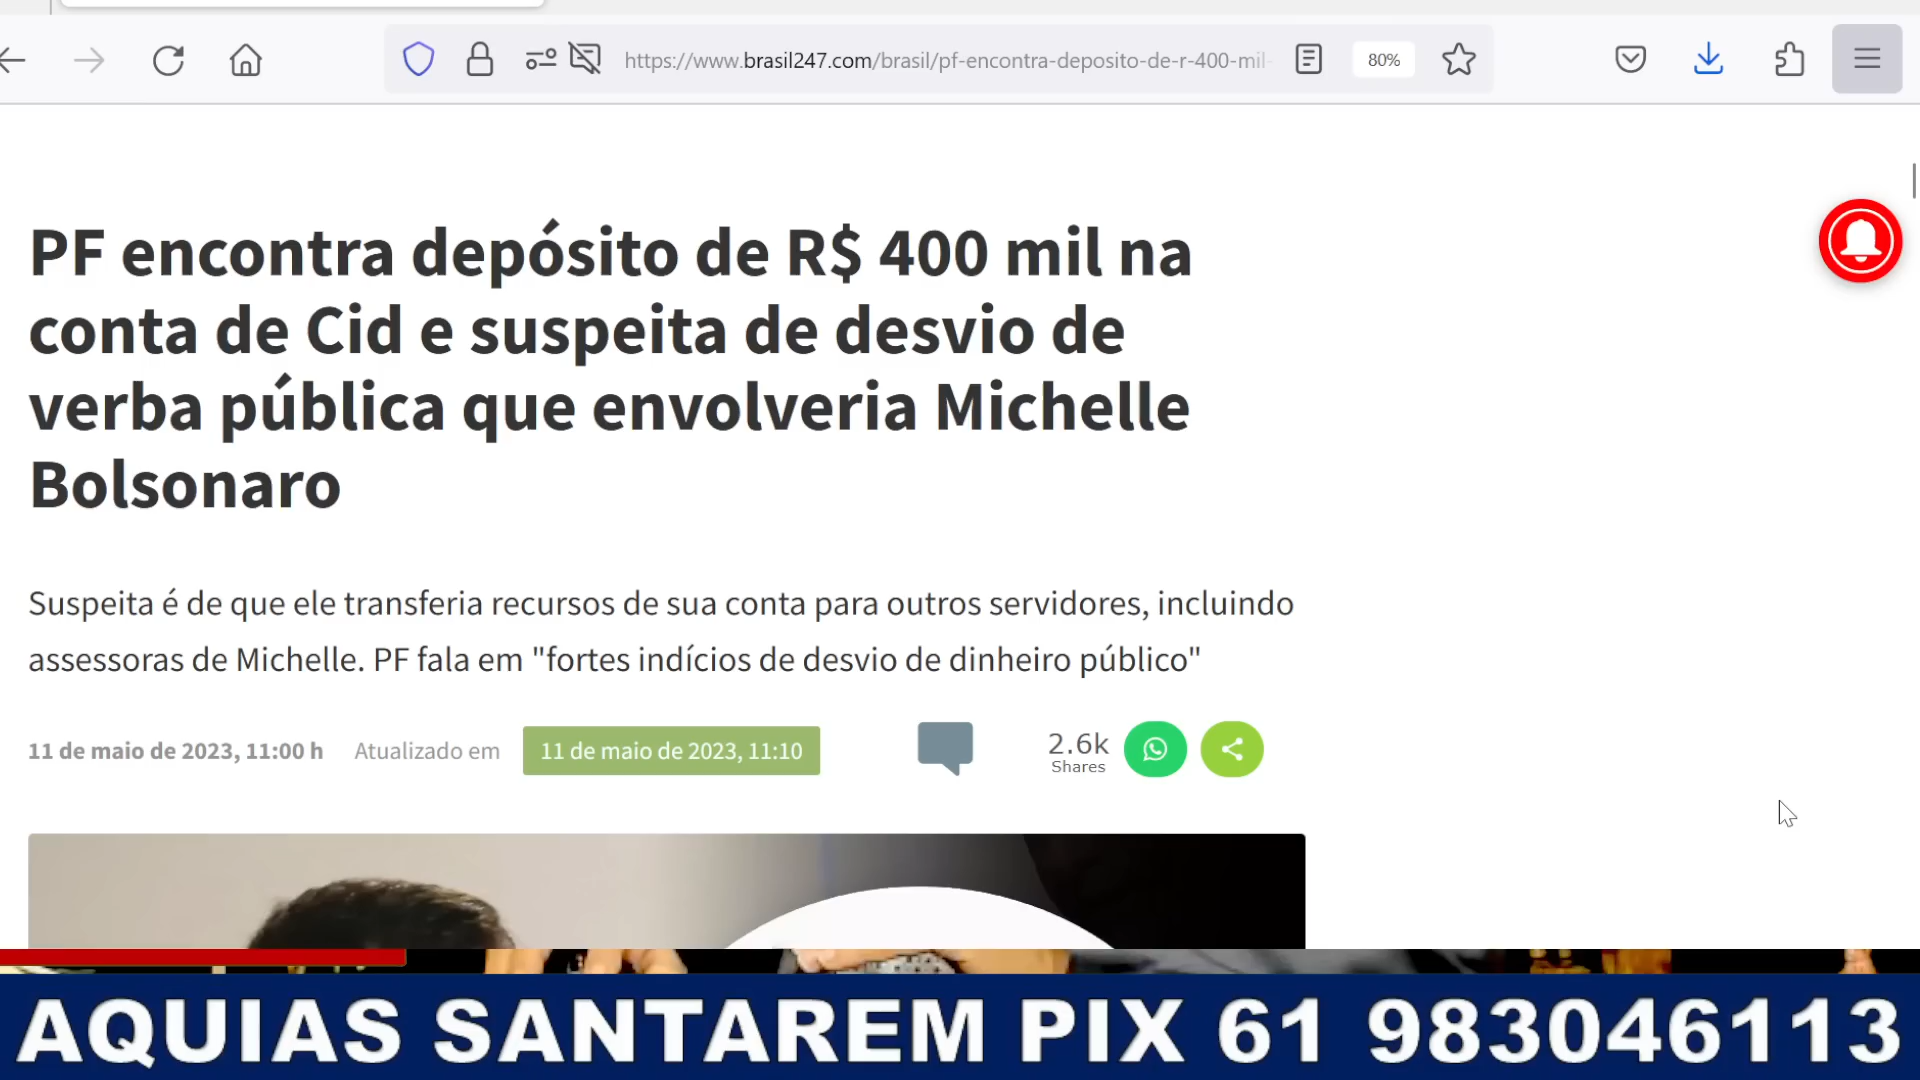 https://www.brasil247.com/brasil/pf-encontra-deposito-de-r-400-mil-
80%
PF encontra depósito de R$ 400 mil na
conta de Cid e suspeita de desvio de
verba pública que envolveria Michelle
Bolsonaro
Suspeita é de que ele transferia recursos de sua conta para outros servidores, incluindo
assessoras de Michelle. PF fala em "fortes indícios de desvio de dinheiro público"
11 de maio de 2023, 11:00 h Atualizado em 11 de maio de 2023, 11:10
2.6k
Shares
AQUIAS SANTAREM PIX 61 983046113